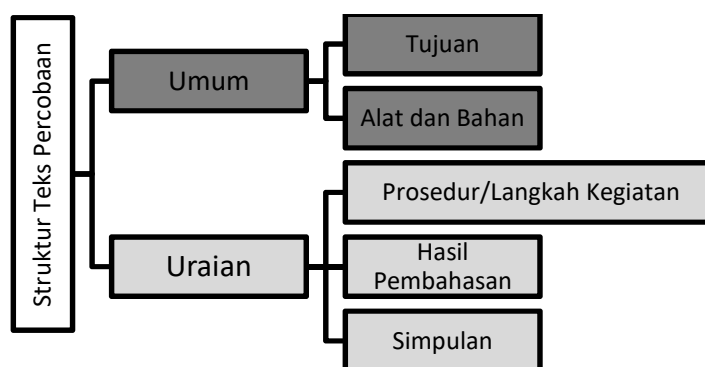 Struktur Teks Percobaan
Umum
Tujuan
Alat dan Bahan
Uraian
Prosedur/Langkah Kegiatan
Hasil
Pembahasan
Simpulan